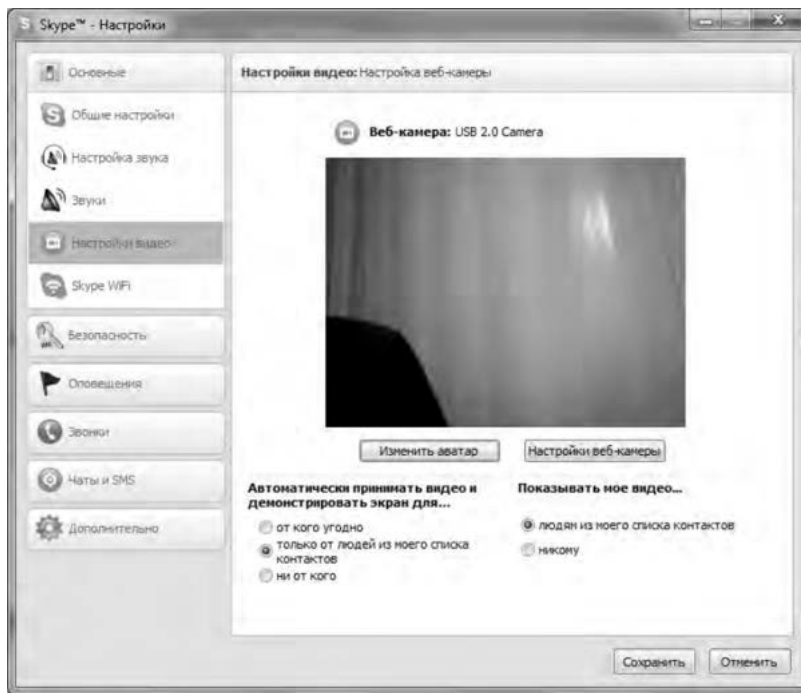 Skype™ - Настройки
Основные
Общие настройки
Настройка звука
Звуки
Настройки видео
Skype WiFi
Безопасность
Оповещения
Звонки
Чаты и SMS
Дополнительно
Настройки видео: Настройка веб-камеры
Веб-камера: USB 2.0 Camera
Изменить аватар
Настройки веб-камеры
Автоматически принимать видео и
демонстрировать экран для...
от кого угодно
только от людей из моего списка
контактов
ни от кого
Показывать мое видео...
людям из моего списка контактов
никому
Сохранить
Отменить